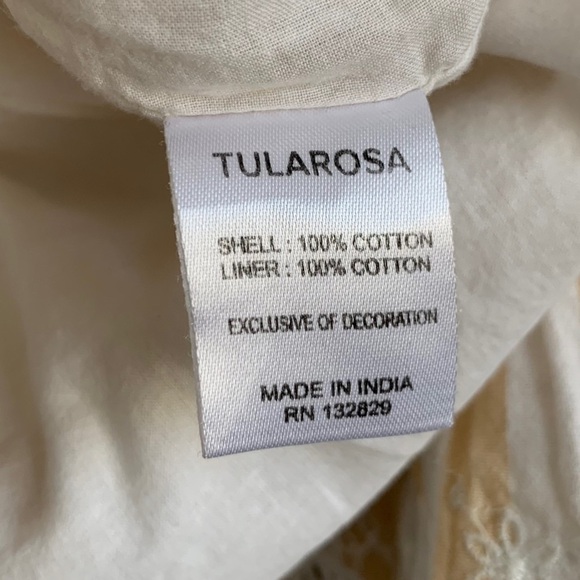 TULAROSA
SHELL : 100% COTTON
LINER : 100% COTTON
EXCLUSIVE OF DECORATION
MADE IN INDIA
RN 132829